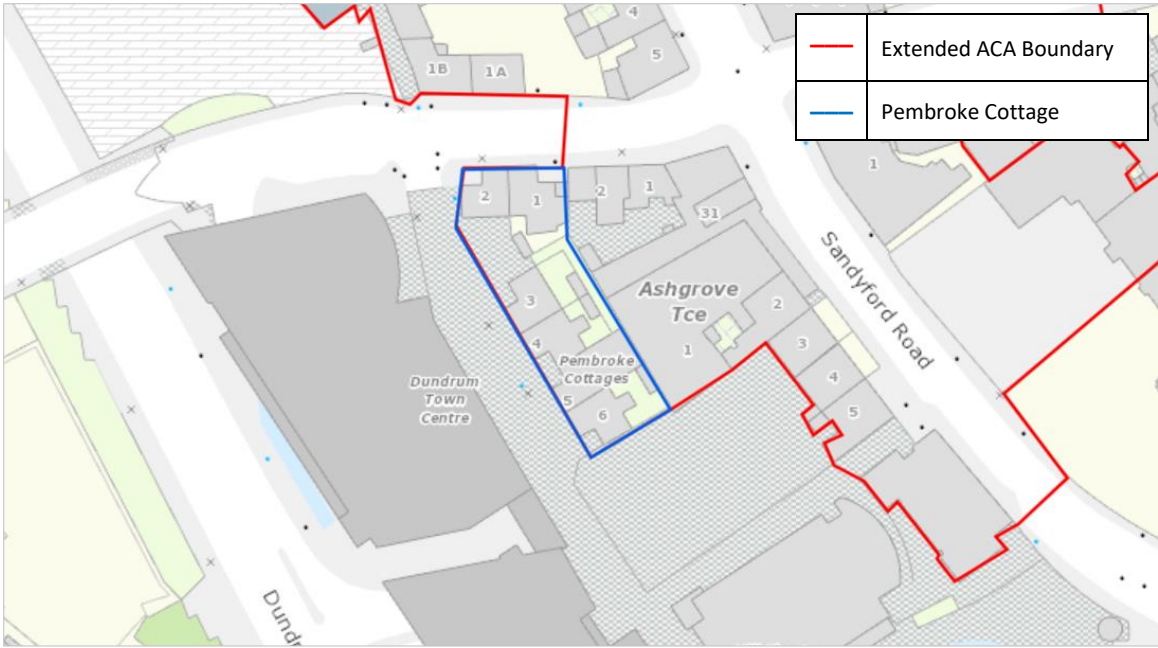 Extended ACA Boundary
Pembroke Cottage
4
5
1B
1A
1
2
1
2
1
31
Sandyford Road
Ashgrove
Tce
3
2
1
3
4
Pembroke
Cottages
4
5
5
6
Dundrum
Town
Centre
Dundr